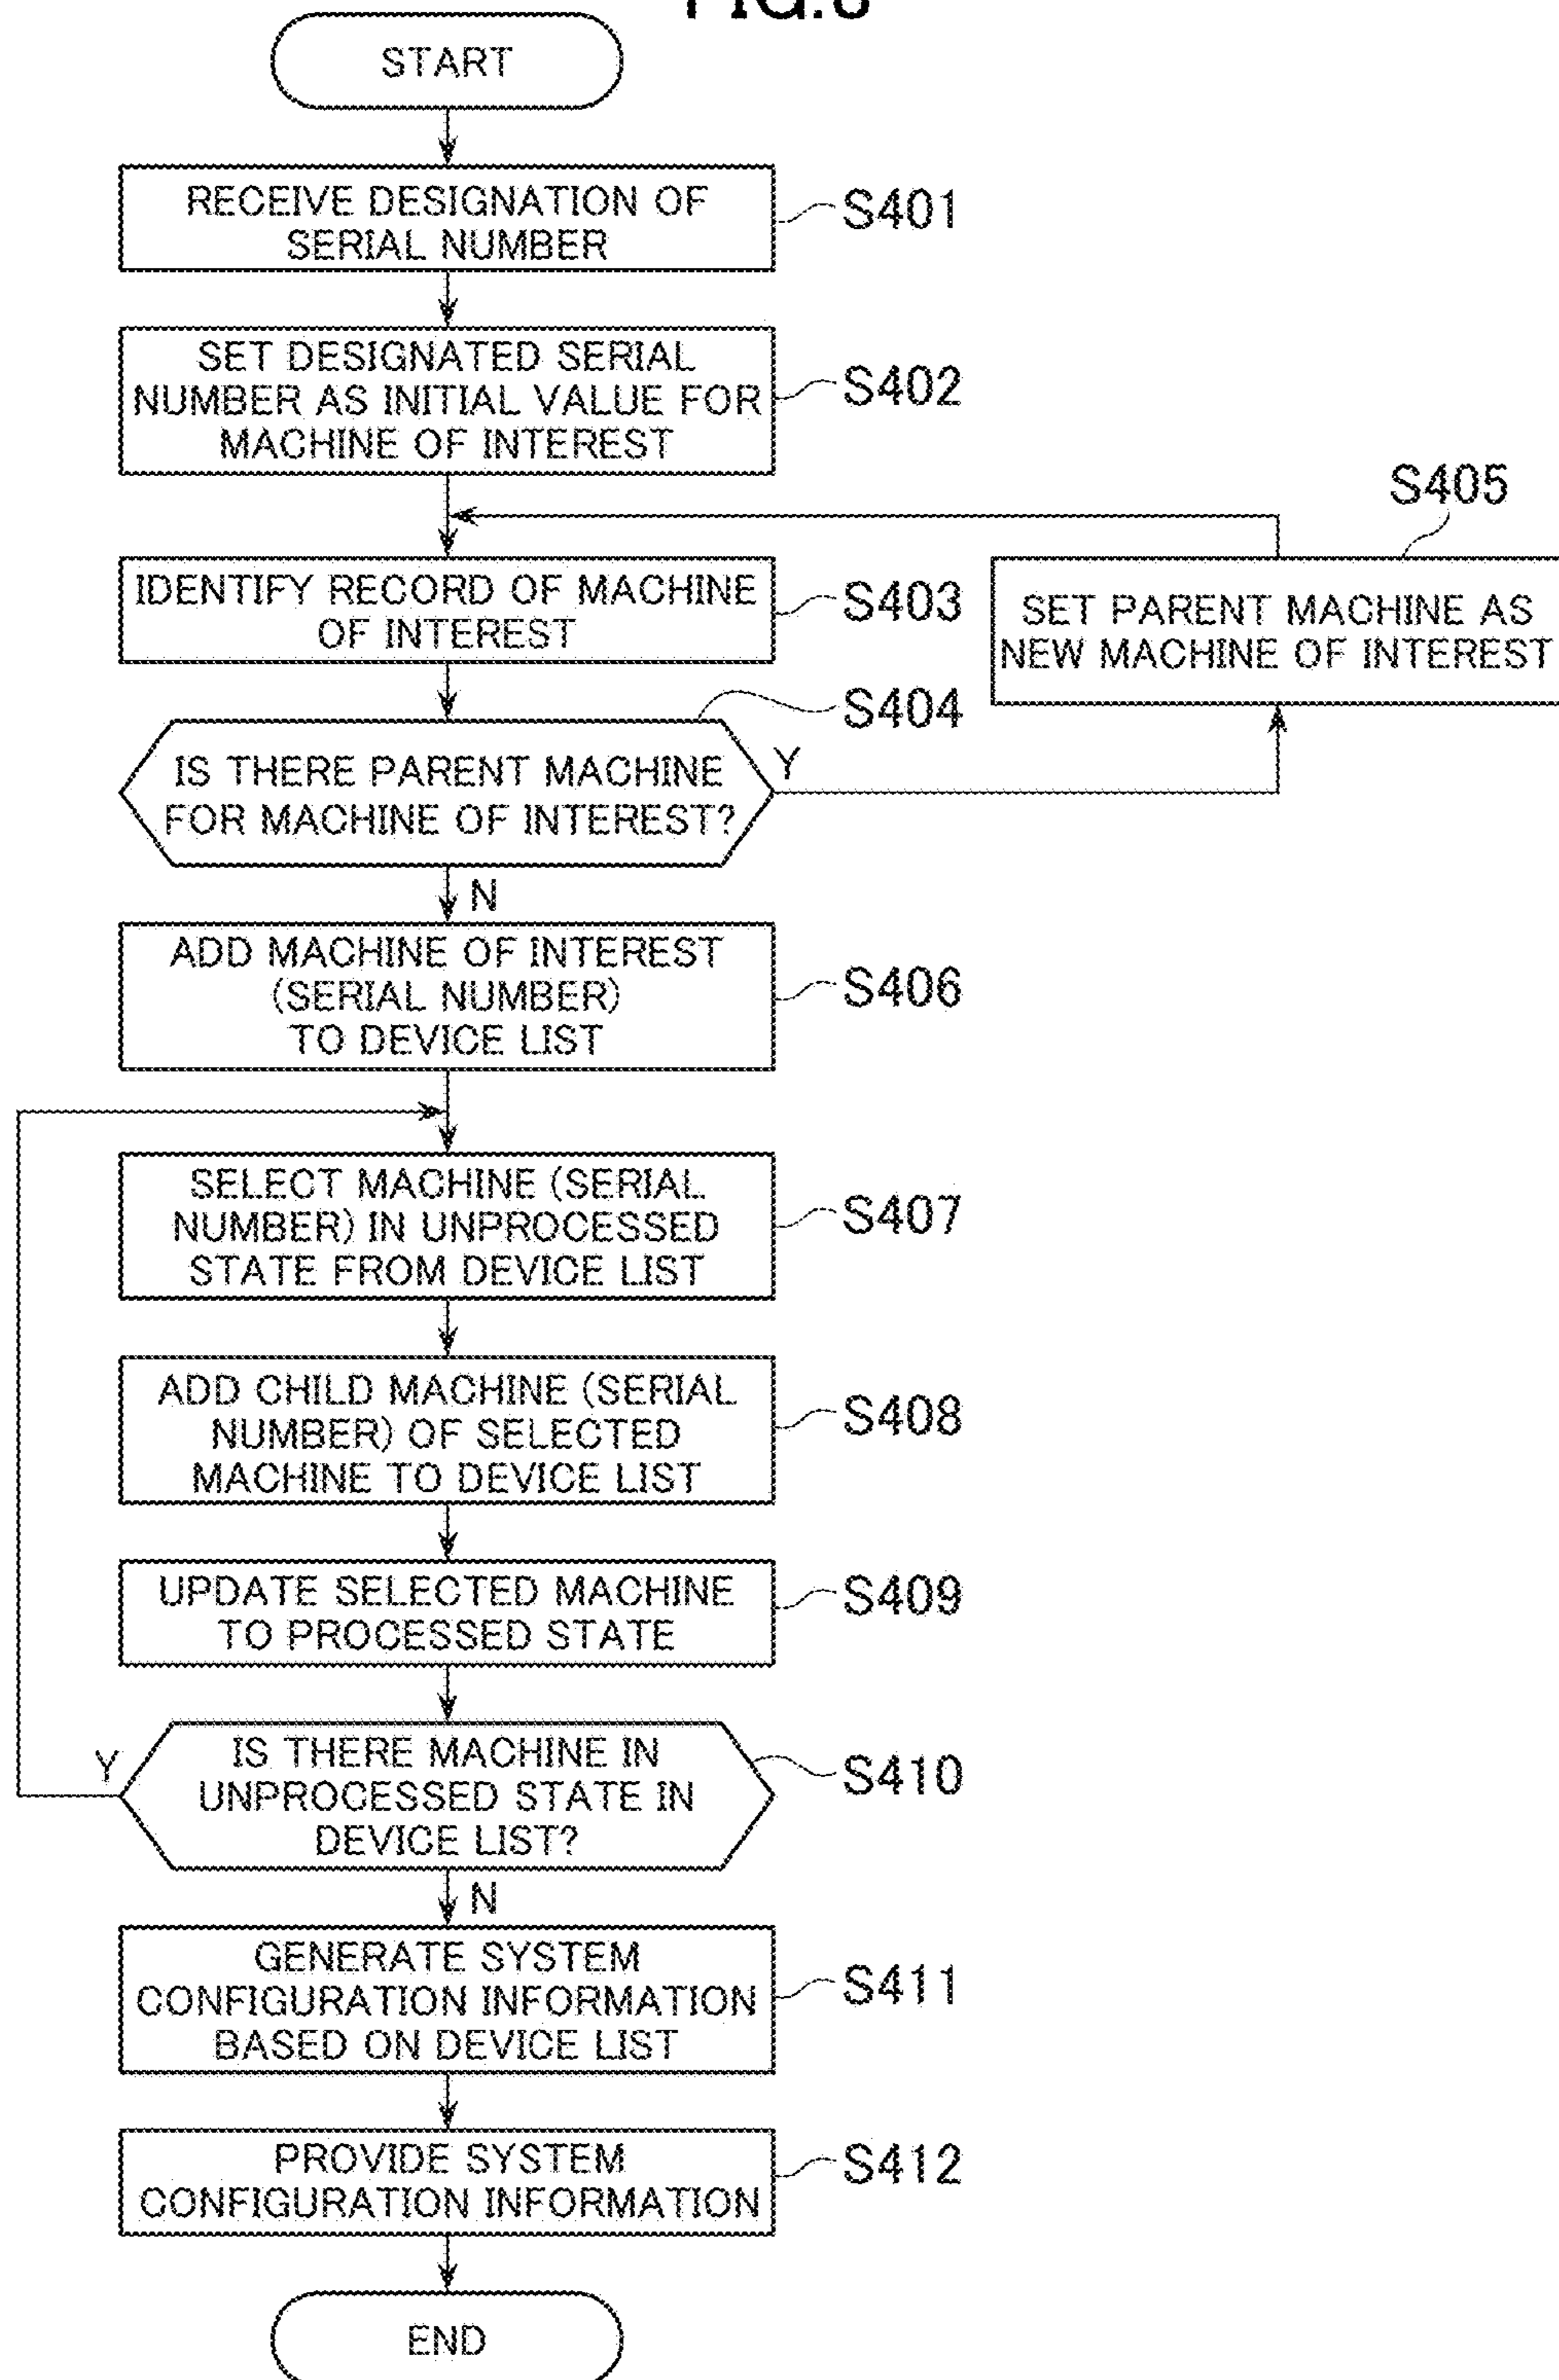 START
RECEIVE DESIGNATION OF
SERIAL NUMBER
S401
SET DESIGNATED SERIAL
NUMBER AS INITIAL VALUE FOR
MACHINE OF INTEREST
S402
IDENTIFY RECORD OF MACHINE
OF INTEREST
S403
S405
SET PARENT MACHINE AS
NEW MACHINE OF INTEREST
S404
IS THERE PARENT MACHINE
FOR MACHINE OF INTEREST?
Y
N
ADD MACHINE OF INTEREST
(SERIAL NUMBER)
TO DEVICE LIST
S406
SELECT MACHINE (SERIAL
NUMBER) IN UNPROCESSED
STATE FROM DEVICE LIST
S407
ADD CHILD MACHINE (SERIAL
NUMBER) OF SELECTED
MACHINE TO DEVICE LIST
S408
UPDATE SELECTED MACHINE
TO PROCESSED STATE
S409
Y
IS THERE MACHINE IN
UNPROCESSED STATE IN
DEVICE LIST?
S410
N
GENERATE SYSTEM
CONFIGURATION INFORMATION
BASED ON DEVICE LIST
S411
PROVIDE SYSTEM
CONFIGURATION INFORMATION
S412
END